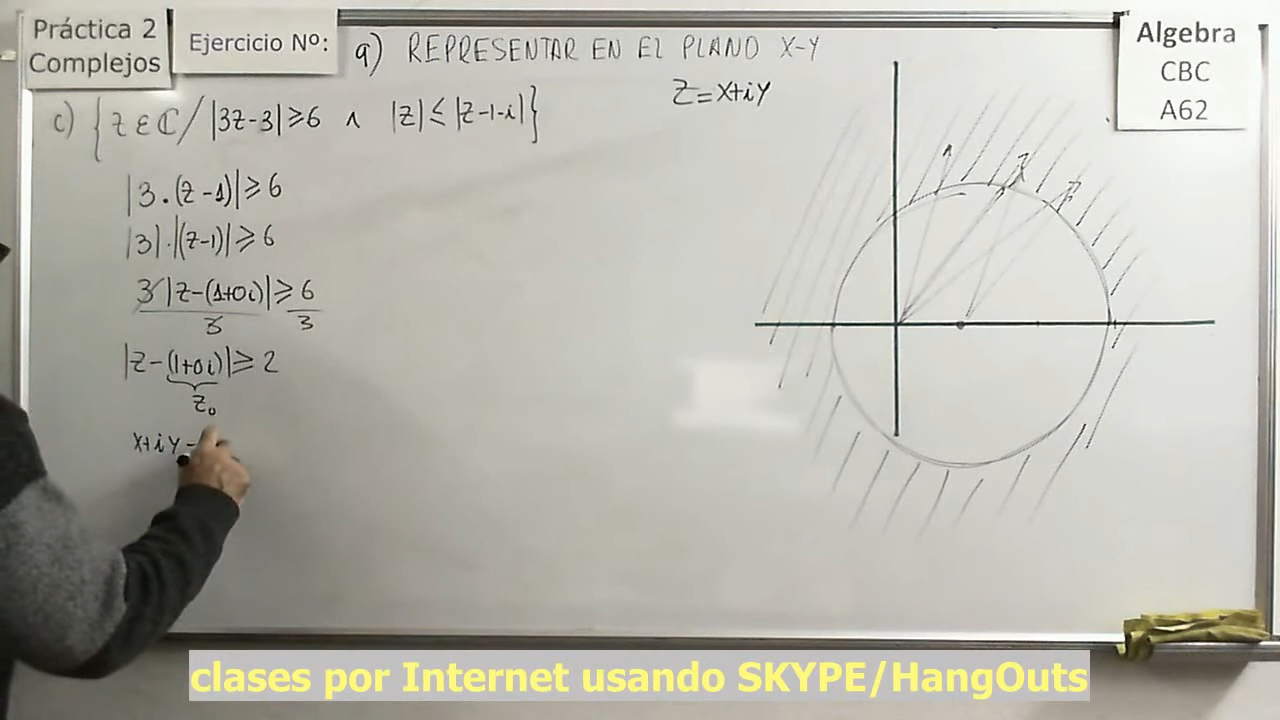 Práctica 2
Complejos
Ejercicio Nº:
9) REPRESENTAR EN EL PLANO X-Y
Algebra
CBC
A62
Z=X+iY
c) {Z ∈ ℂ / |3Z-3|≥6 ∧ |Z|≤|Z-1-i|}
|3.(Z-1)|≥6
|3|.|(Z-1)|≥6
3|Z-(1+0i)|≥6
3 3
|Z-(1+0i)|≥2
Z₀
X+iY-
clases por Internet usando SKYPE/HangOuts